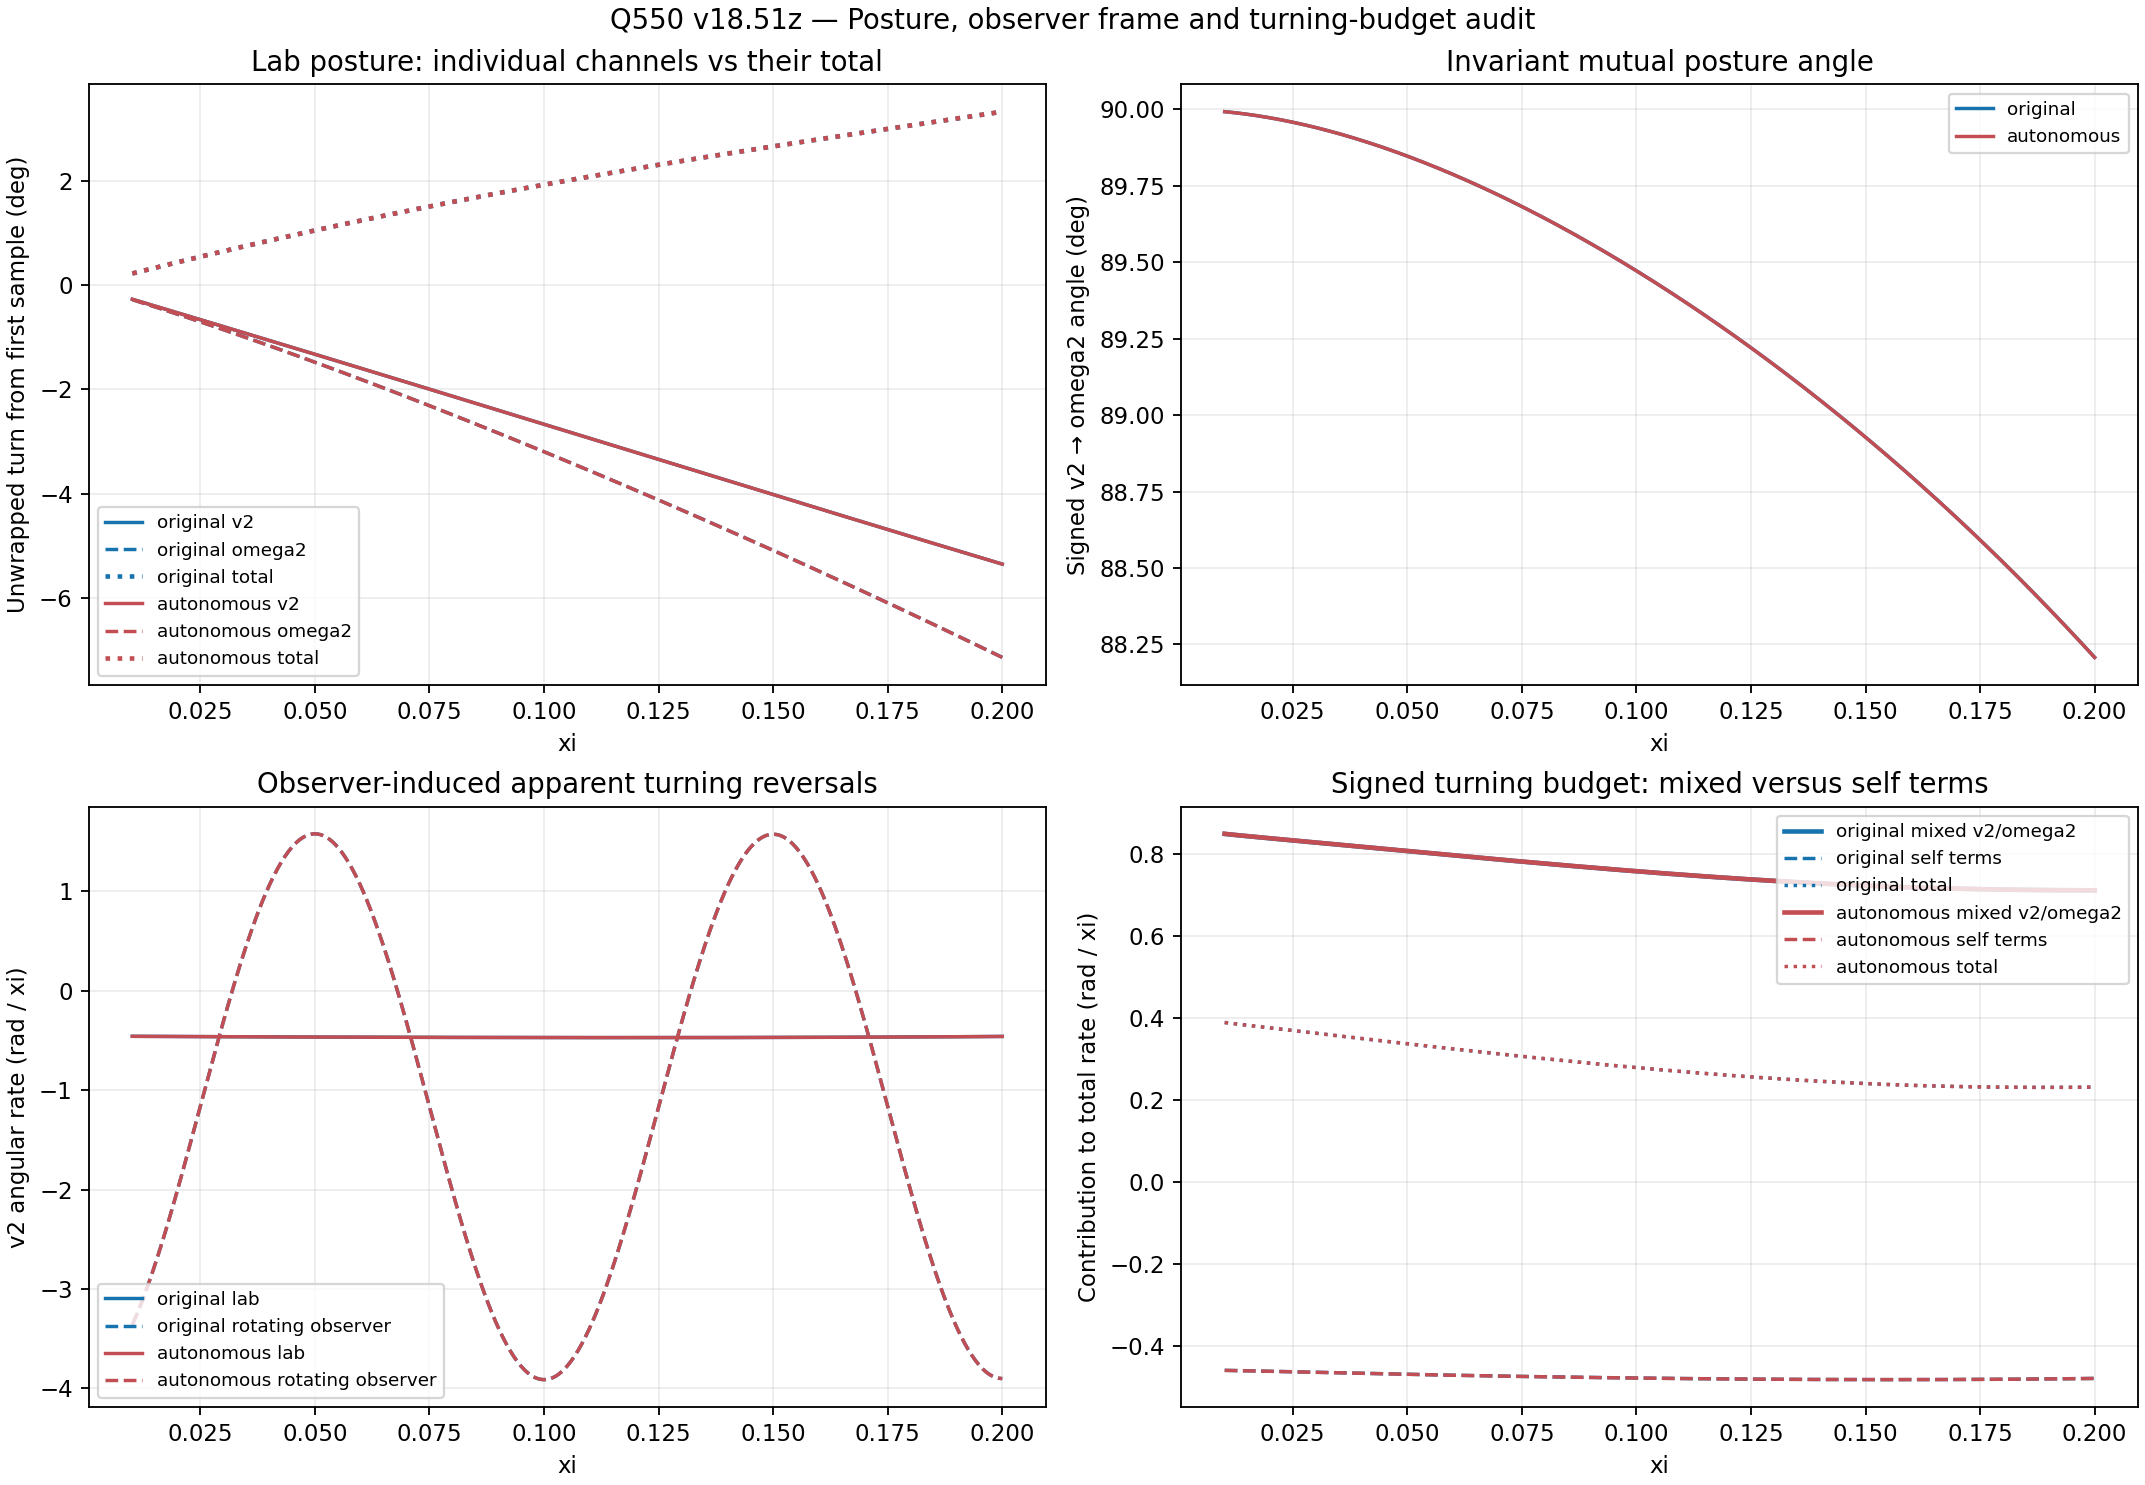 Q550 v18.51z — Posture, observer frame and turning-budget audit
Lab posture: individual channels vs their total
Unwrapped turn from first sample (deg)
2
0
−2
−4
−6
original v2
original omega2
original total
autonomous v2
autonomous omega2
autonomous total
0.025 0.050 0.075 0.100 0.125 0.150 0.175 0.200
xi
Invariant mutual posture angle
Signed v2 → omega2 angle (deg)
90.00
89.75
89.50
89.25
89.00
88.75
88.50
88.25
original
autonomous
0.025 0.050 0.075 0.100 0.125 0.150 0.175 0.200
xi
Observer-induced apparent turning reversals
v2 angular rate (rad / xi)
1
0
−1
−2
−3
−4
original lab
original rotating observer
autonomous lab
autonomous rotating observer
0.025 0.050 0.075 0.100 0.125 0.150 0.175 0.200
xi
Signed turning budget: mixed versus self terms
Contribution to total rate (rad / xi)
0.8
0.6
0.4
0.2
0.0
−0.2
−0.4
original mixed v2/omega2
original self terms
original total
autonomous mixed v2/omega2
autonomous self terms
autonomous total
0.025 0.050 0.075 0.100 0.125 0.150 0.175 0.200
xi